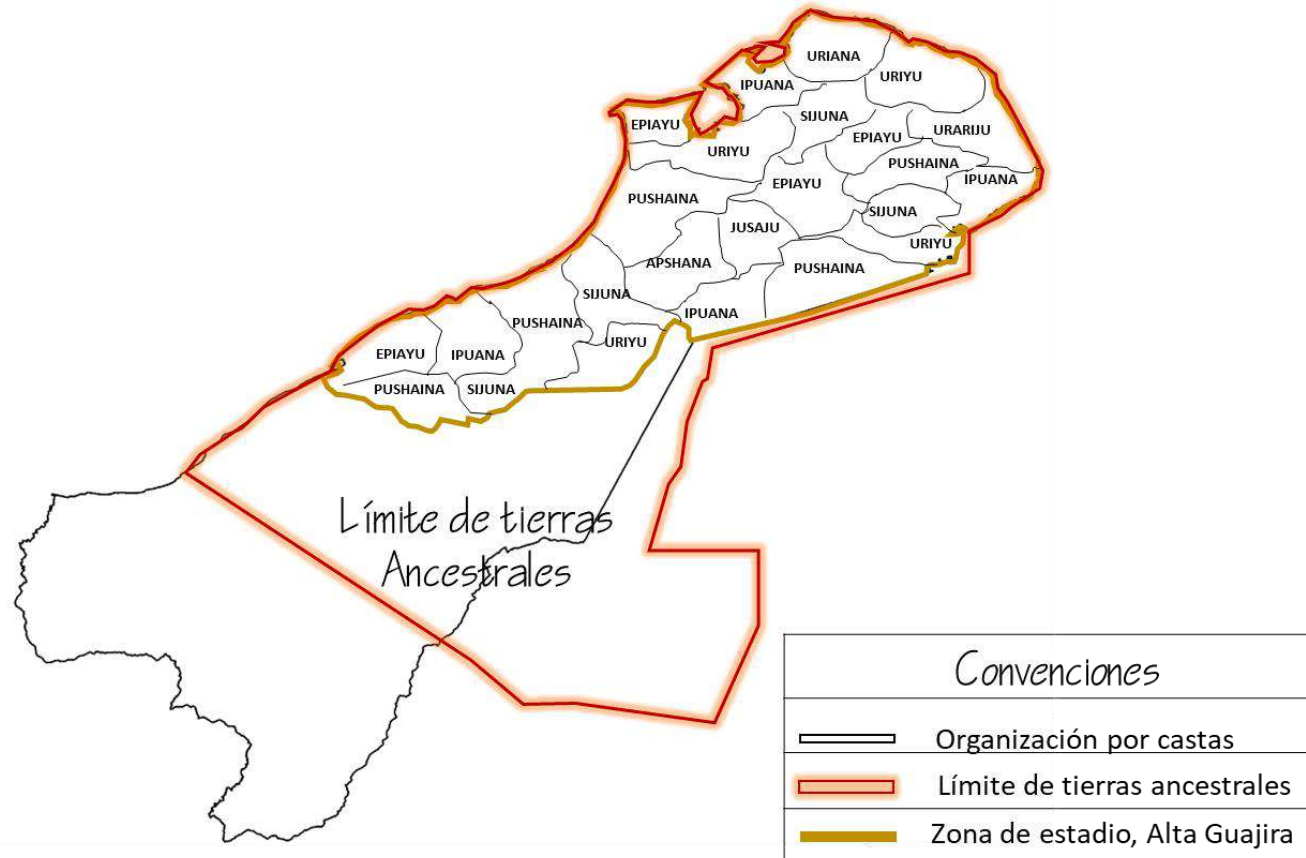 URIANA
URIYU
IPUANA
SIJUNA
EPIAYU
EPIAYU
URARIJU
URIYU
PUSHAINA
IPUANA
EPIAYU
PUSHAINA
SIJUNA
JUSAJU
URIYU
APSHANA
PUSHAINA
SIJUNA
IPUANA
PUSHAINA
URIYU
EPIAYU
IPUANA
PUSHAINA
SIJUNA
Límite de tierras
Ancestrales
Convenciones
Organización por castas
Límite de tierras ancestrales
Zona de estadio, Alta Guajira